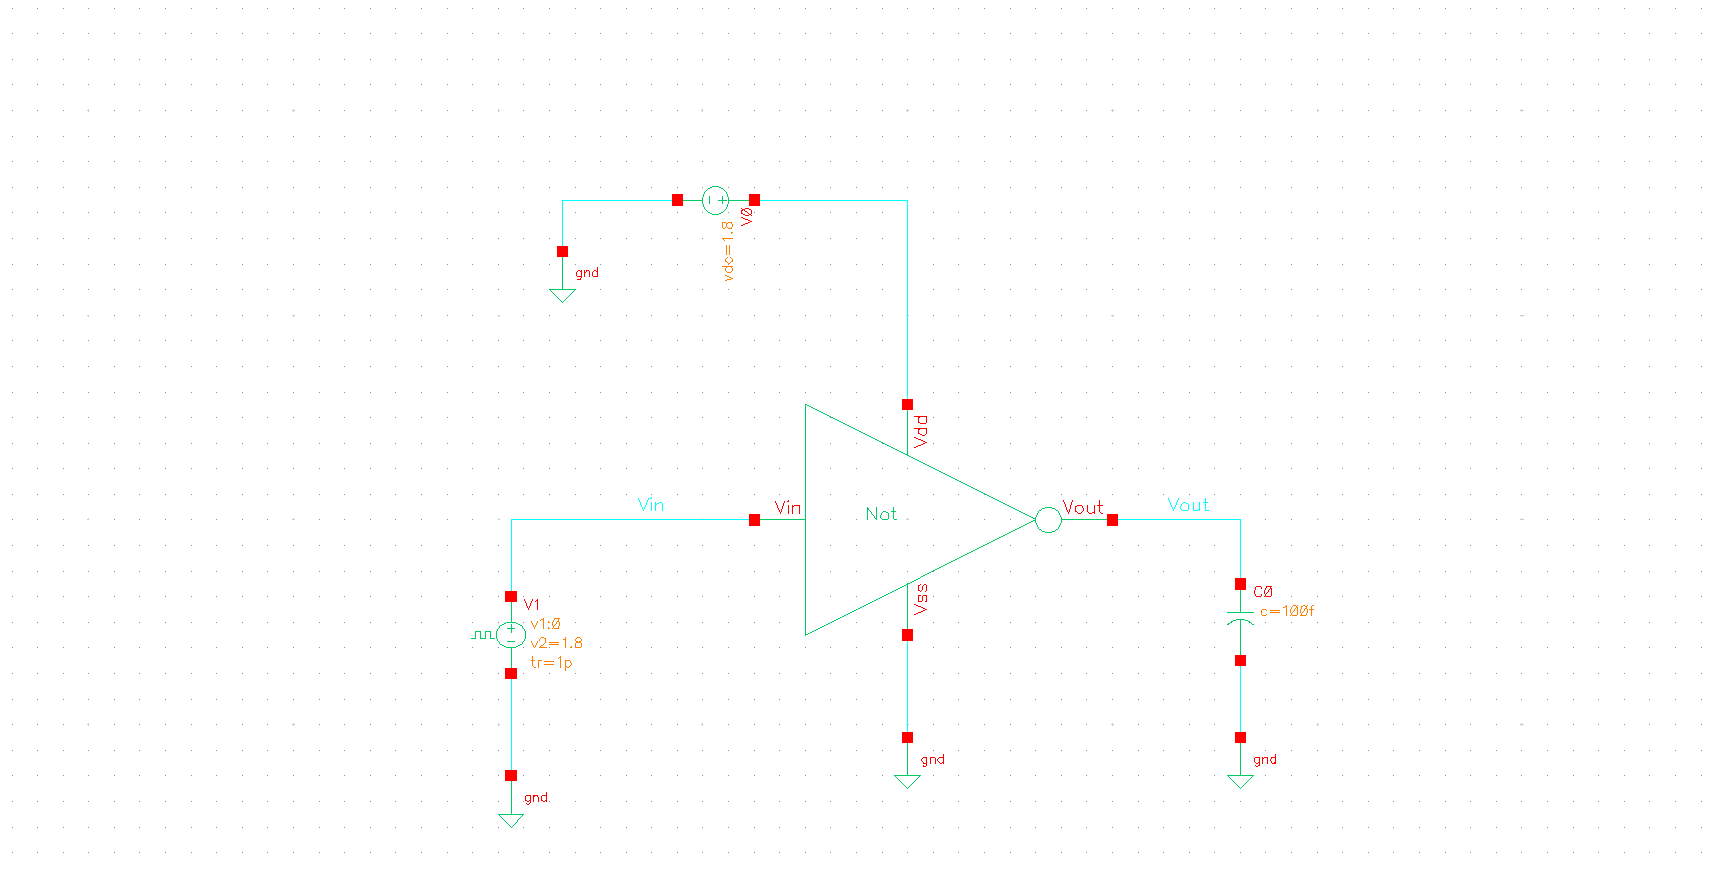 V0
vdc=1.8
gnd
Vdd
Vin
Vin
Not
Vout
Vout
Vss
C0
c=100f
V1
v1:0
v2=1.8
tr=1p
gnd
gnd
gnd